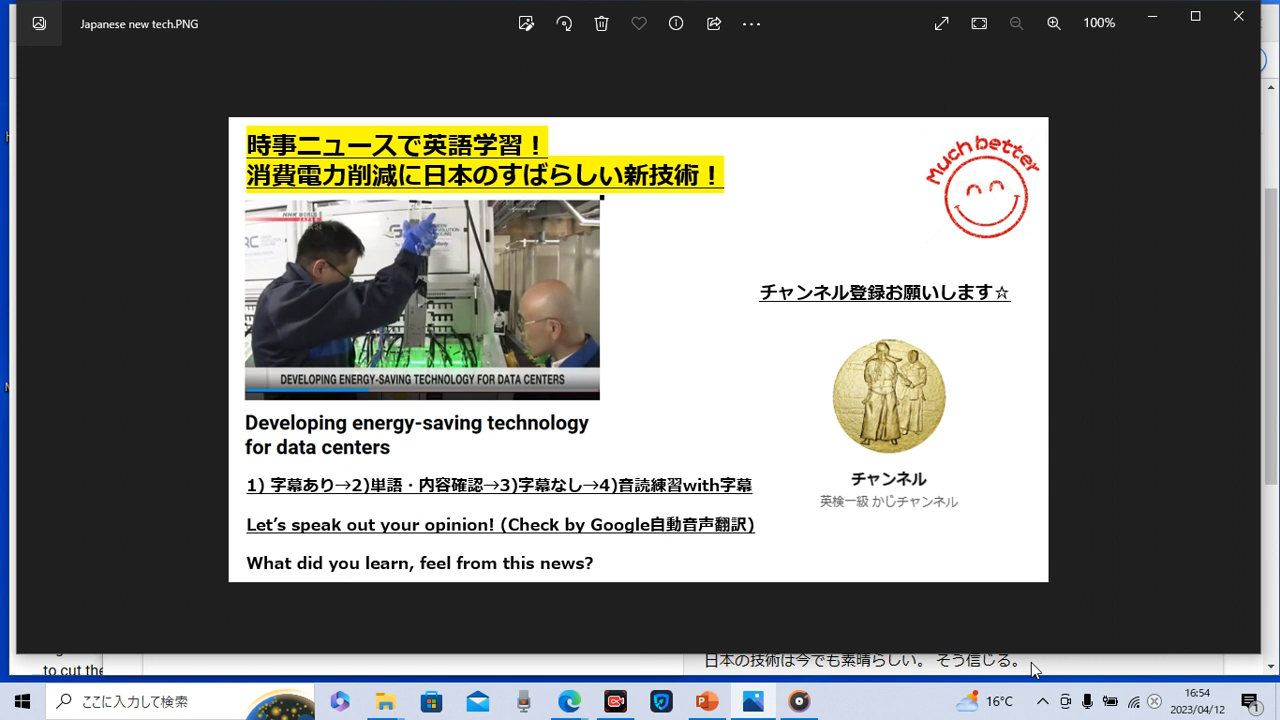 Japanese new tech.PNG
100%
時事ニュースで英語学習！
消費電力削減に日本のすばらしい新技術！
Much better
NHK WORLD
JAPAN
DEVELOPING ENERGY-SAVING TECHNOLOGY FOR DATA CENTERS
Developing energy-saving technology
for data centers
チャンネル登録お願いします☆
チャンネル
英検一級 かじチャンネル
1) 字幕あり→2)単語・内容確認→3)字幕なし→4)音読練習with字幕
Let’s speak out your opinion! (Check by Google自動音声翻訳)
What did you learn, feel from this news?
...to cut the
日本の技術は今でも素晴らしい。 そう信じる。
ここに入力して検索
16°C
16:54
2023/04/12
1